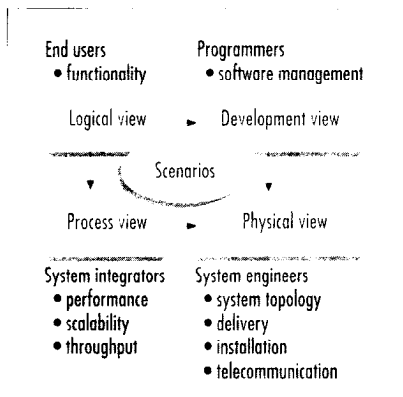 End users
• functionality
Programmers
• software management
Logical view
Development view
Scenarios
Process view
Physical view
System integrators
• performance
• scalability
• throughput
System engineers
• system topology
• delivery
• installation
• telecommunication